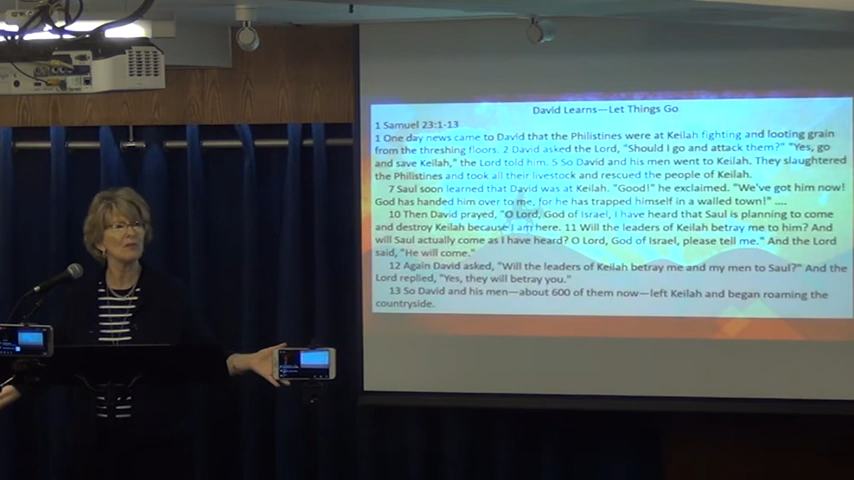 David Learns—Let Things Go
1 Samuel 23:1-13
1 One day news came to David that the Philistines were at Keilah fighting and looting grain
from the threshing floors. 2 David asked the Lord, "Should I go and attack them?" "Yes, go
and save Keilah," the Lord told him. 5 So David and his men went to Keilah. They slaughtered
the Philistines and took all their livestock and rescued the people of Keilah.
7 Saul soon learned that David was at Keilah. "Good!" he exclaimed. "We've got him now!
God has handed him over to me, for he has trapped himself in a walled town!" ....
10 Then David prayed, "O Lord, God of Israel, I have heard that Saul is planning to come
and destroy Keilah because I am here. 11 Will the leaders of Keilah betray me to him? And
will Saul actually come as I have heard? O Lord, God of Israel, please tell me." And the Lord
said, "He will come."
12 Again David asked, "Will the leaders of Keilah betray me and my men to Saul?" And the
Lord replied, "Yes, they will betray you."
13 So David and his men—about 600 of them now—left Keilah and began roaming the
countryside.